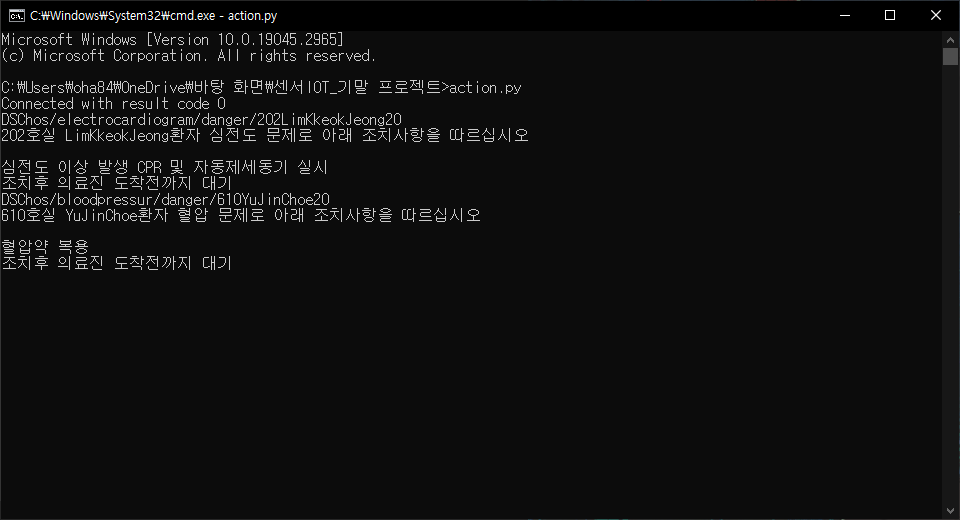 C:₩Windows₩System32₩cmd.exe - action.py
Microsoft Windows [Version 10.0.19045.2965]
(c) Microsoft Corporation. All rights reserved.
C:₩Users₩oha84₩OneDrive₩바탕 화면₩센서IOT_기말 프로젝트>action.py
Connected with result code 0
DSChos/electrocardiogram/danger/202LimKkeokJeong20
202호실 LimKkeokJeong환자 심전도 문제로 아래 조치사항을 따르십시오
심전도 이상 발생 CPR 및 자동제세동기 실시
조치후 의료진 도착전까지 대기
DSChos/bloodpressur/danger/610YuJinChoe20
610호실 YuJinChoe환자 혈압 문제로 아래 조치사항을 따르십시오
혈압약 복용
조치후 의료진 도착전까지 대기